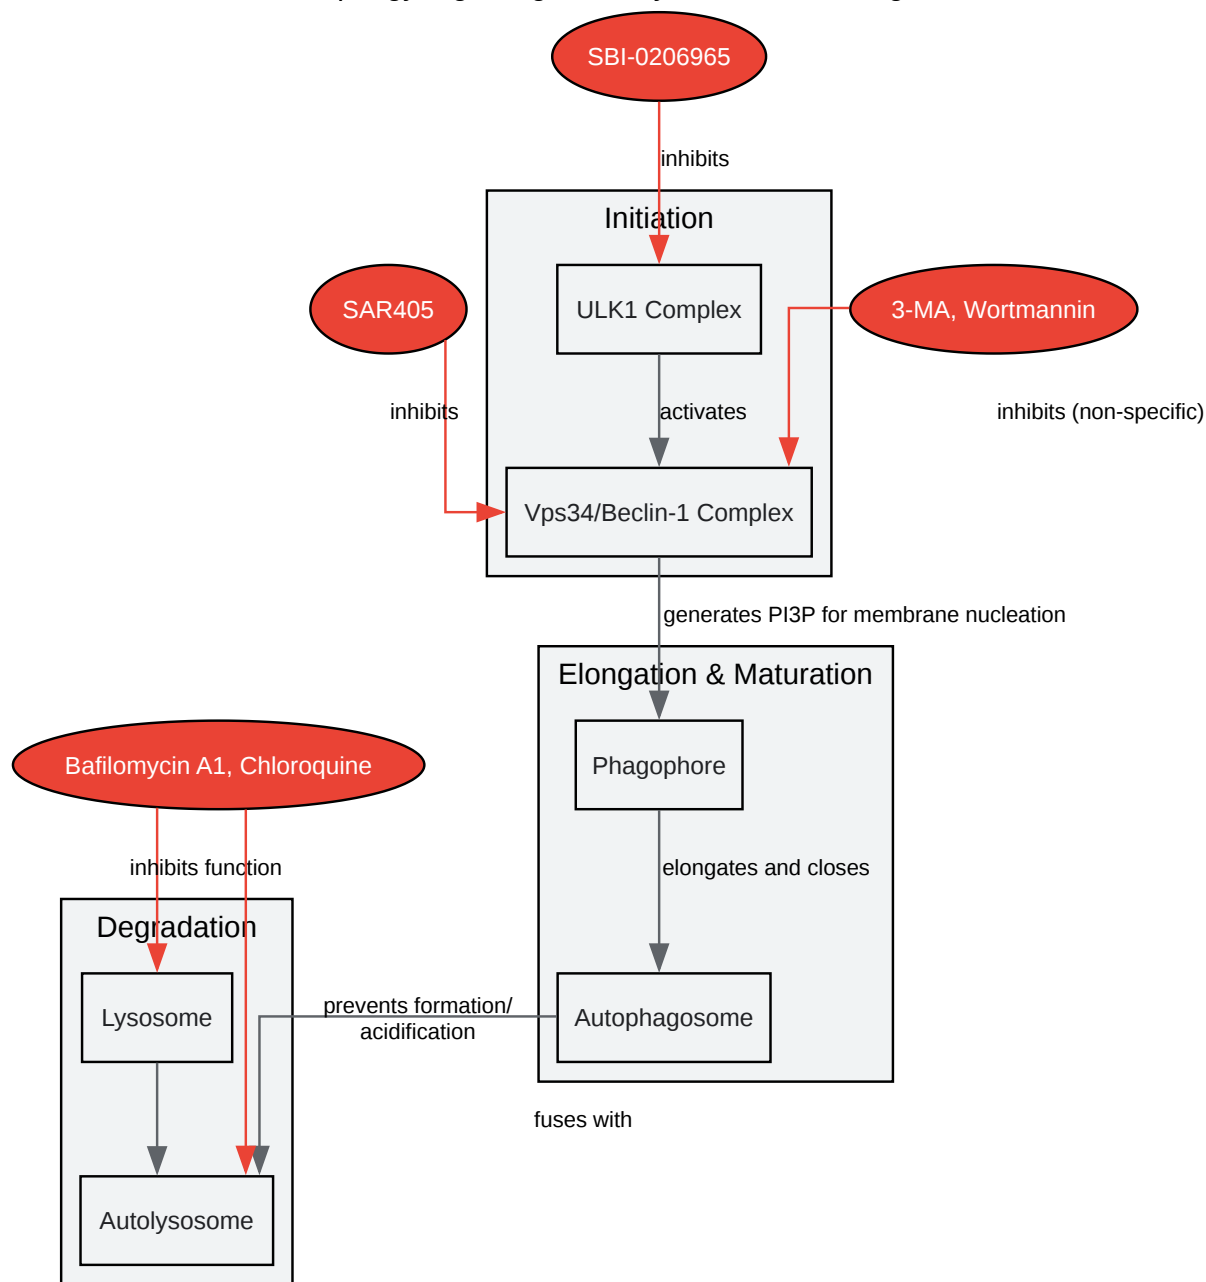 SBI-0206965
inhibits
Initiation
SAR405
ULK1 Complex
3-MA, Wortmannin
inhibits
activates
inhibits (non-specific)
Vps34/Beclin-1 Complex
generates PI3P for membrane nucleation
Elongation & Maturation
Bafilomycin A1, Chloroquine
Phagophore
inhibits function
elongates and closes
Degradation
Lysosome
prevents formation/
acidification
Autophagosome
fuses with
Autolysosome